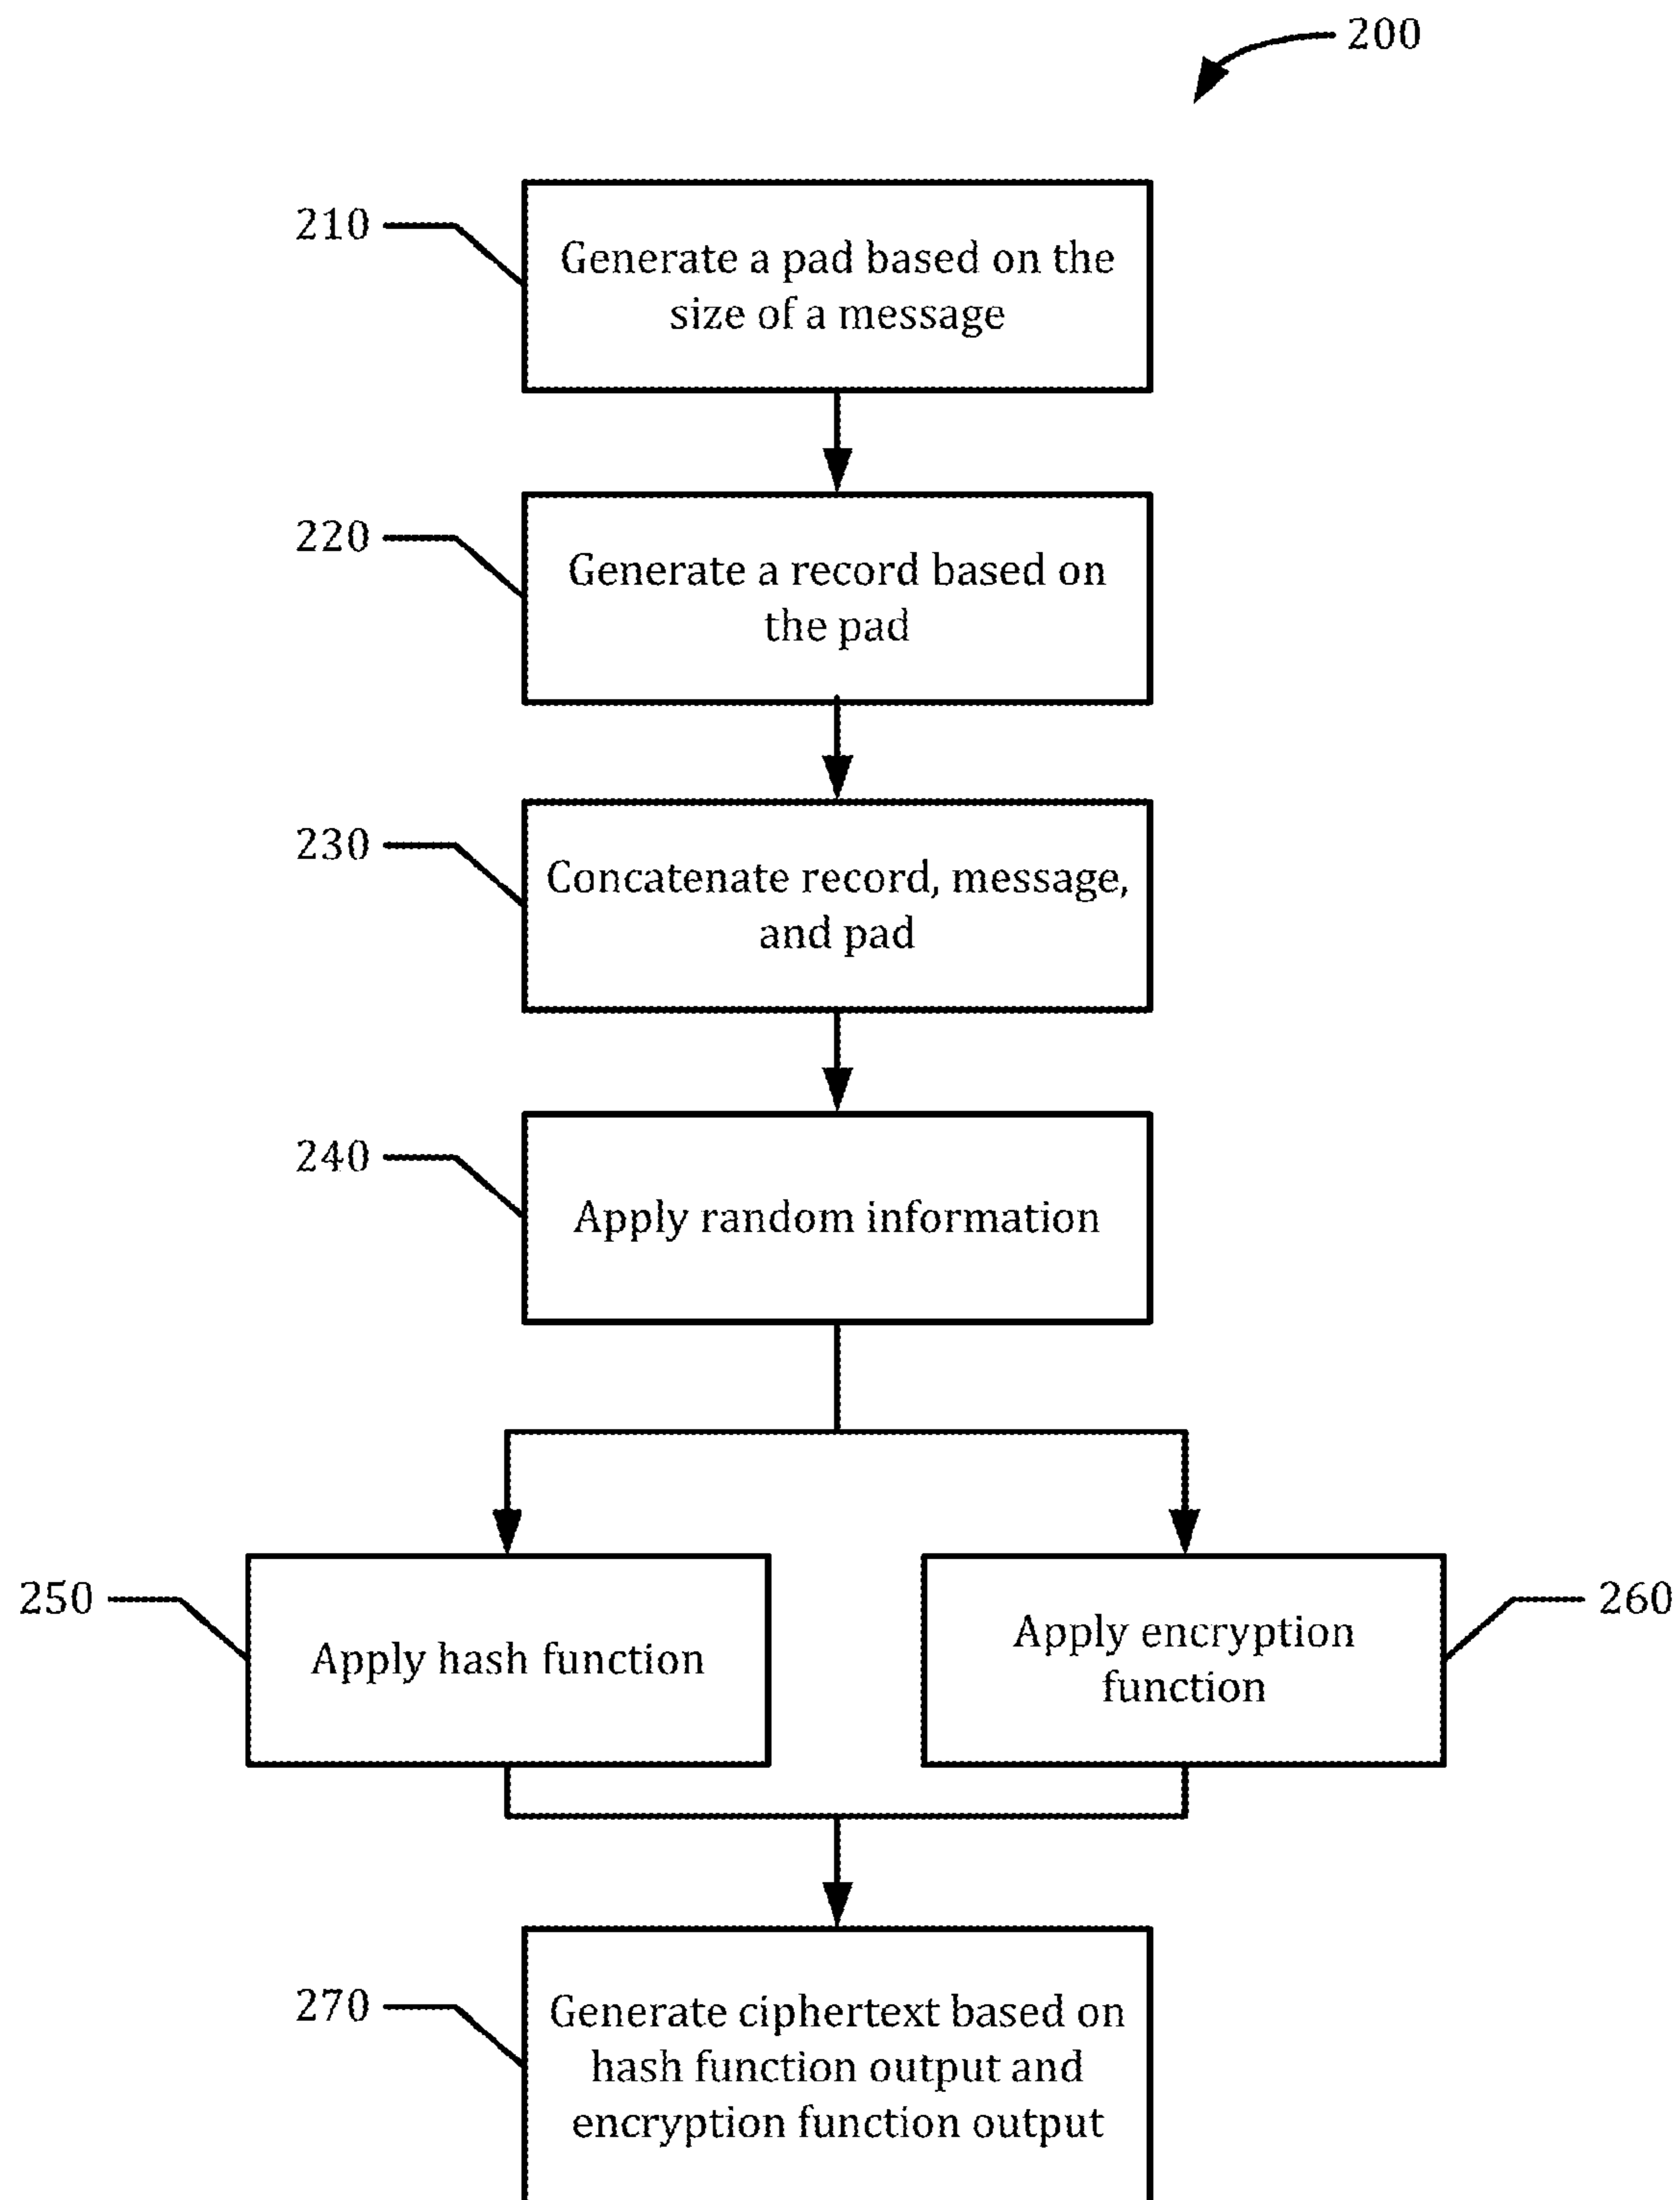 200
210
Generate a pad based on the
size of a message
220
Generate a record based on
the pad
230
Concatenate record, message,
and pad
240
Apply random information
250
Apply hash function
260
Apply encryption
function
270
Generate ciphertext based on
hash function output and
encryption function output